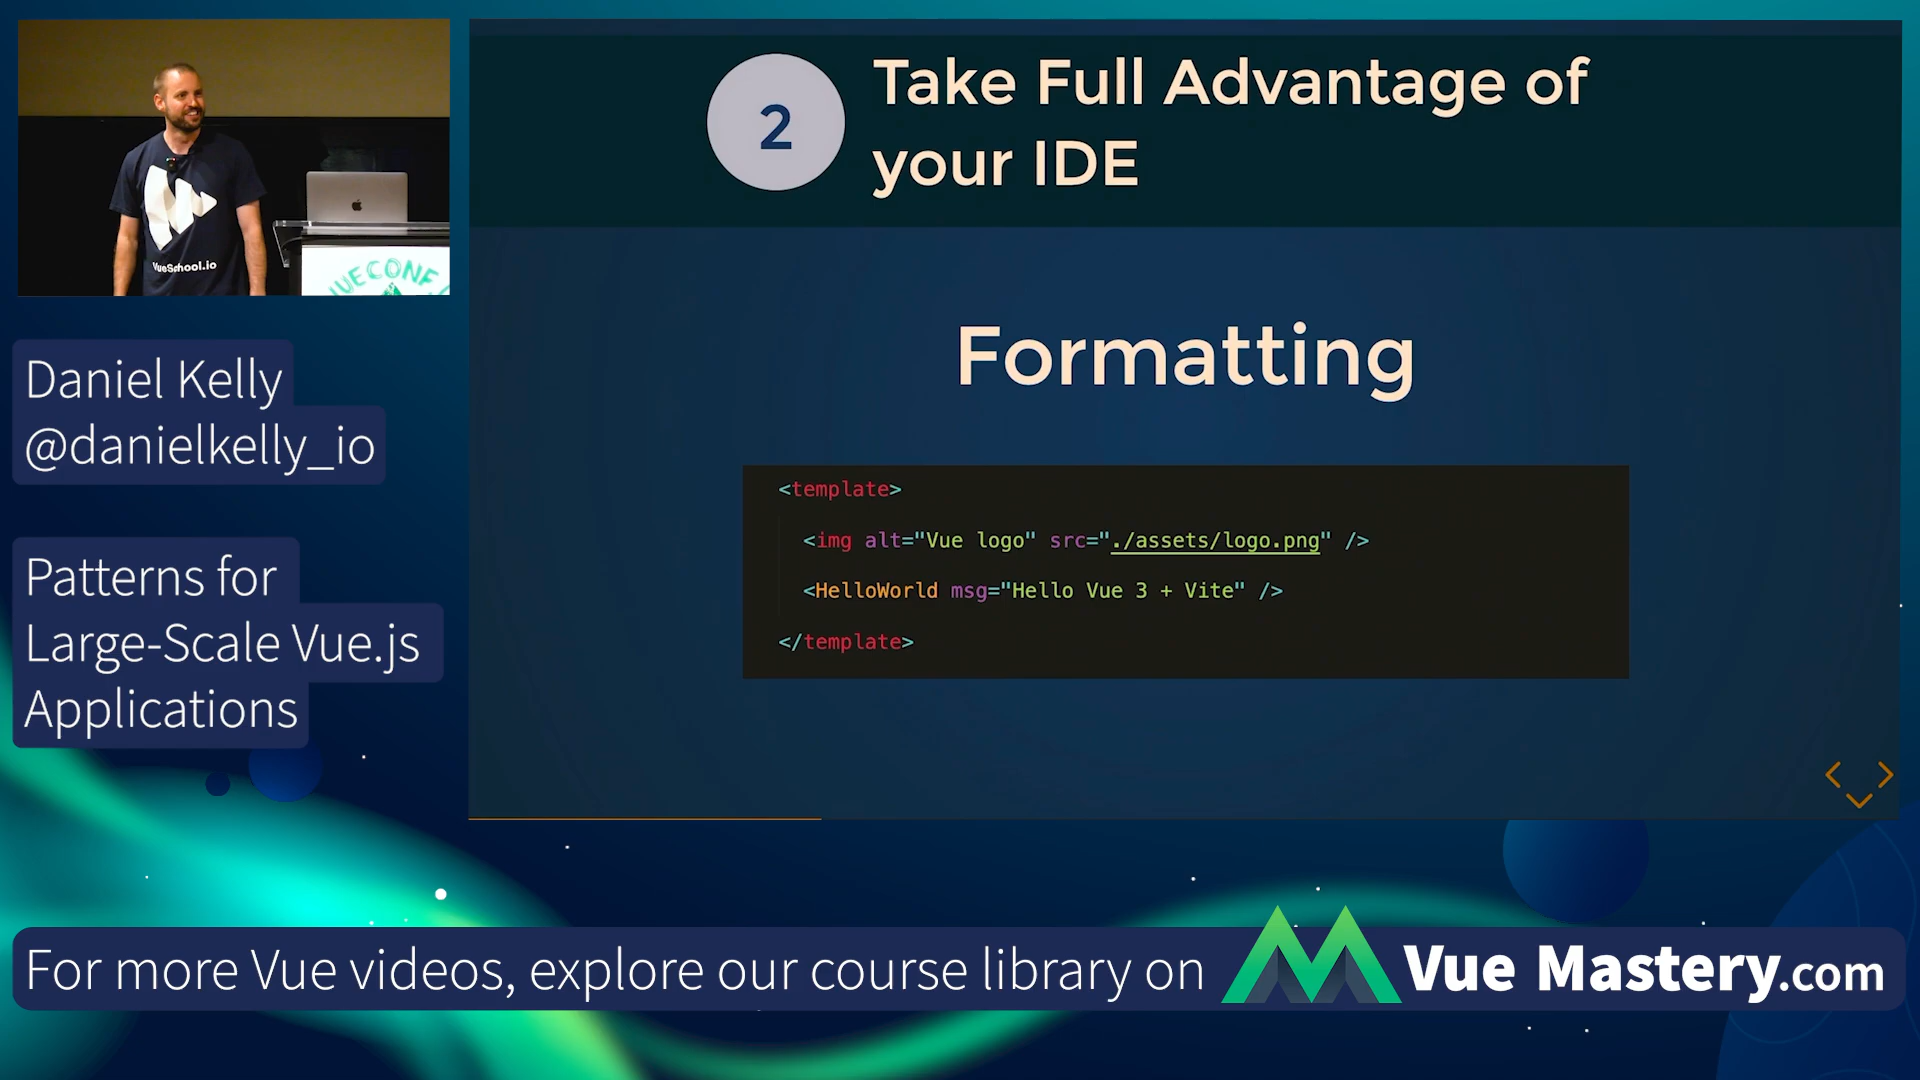 VueSchool.io
VUECONF
Daniel Kelly
@danielkelly_io
Patterns for
Large-Scale Vue.js
Applications
2
Take Full Advantage of
your IDE
Formatting
<template>
<img alt="Vue logo" src="./assets/logo.png" />
<HelloWorld msg="Hello Vue 3 + Vite" />
</template>
For more Vue videos, explore our course library on Vue Mastery.com